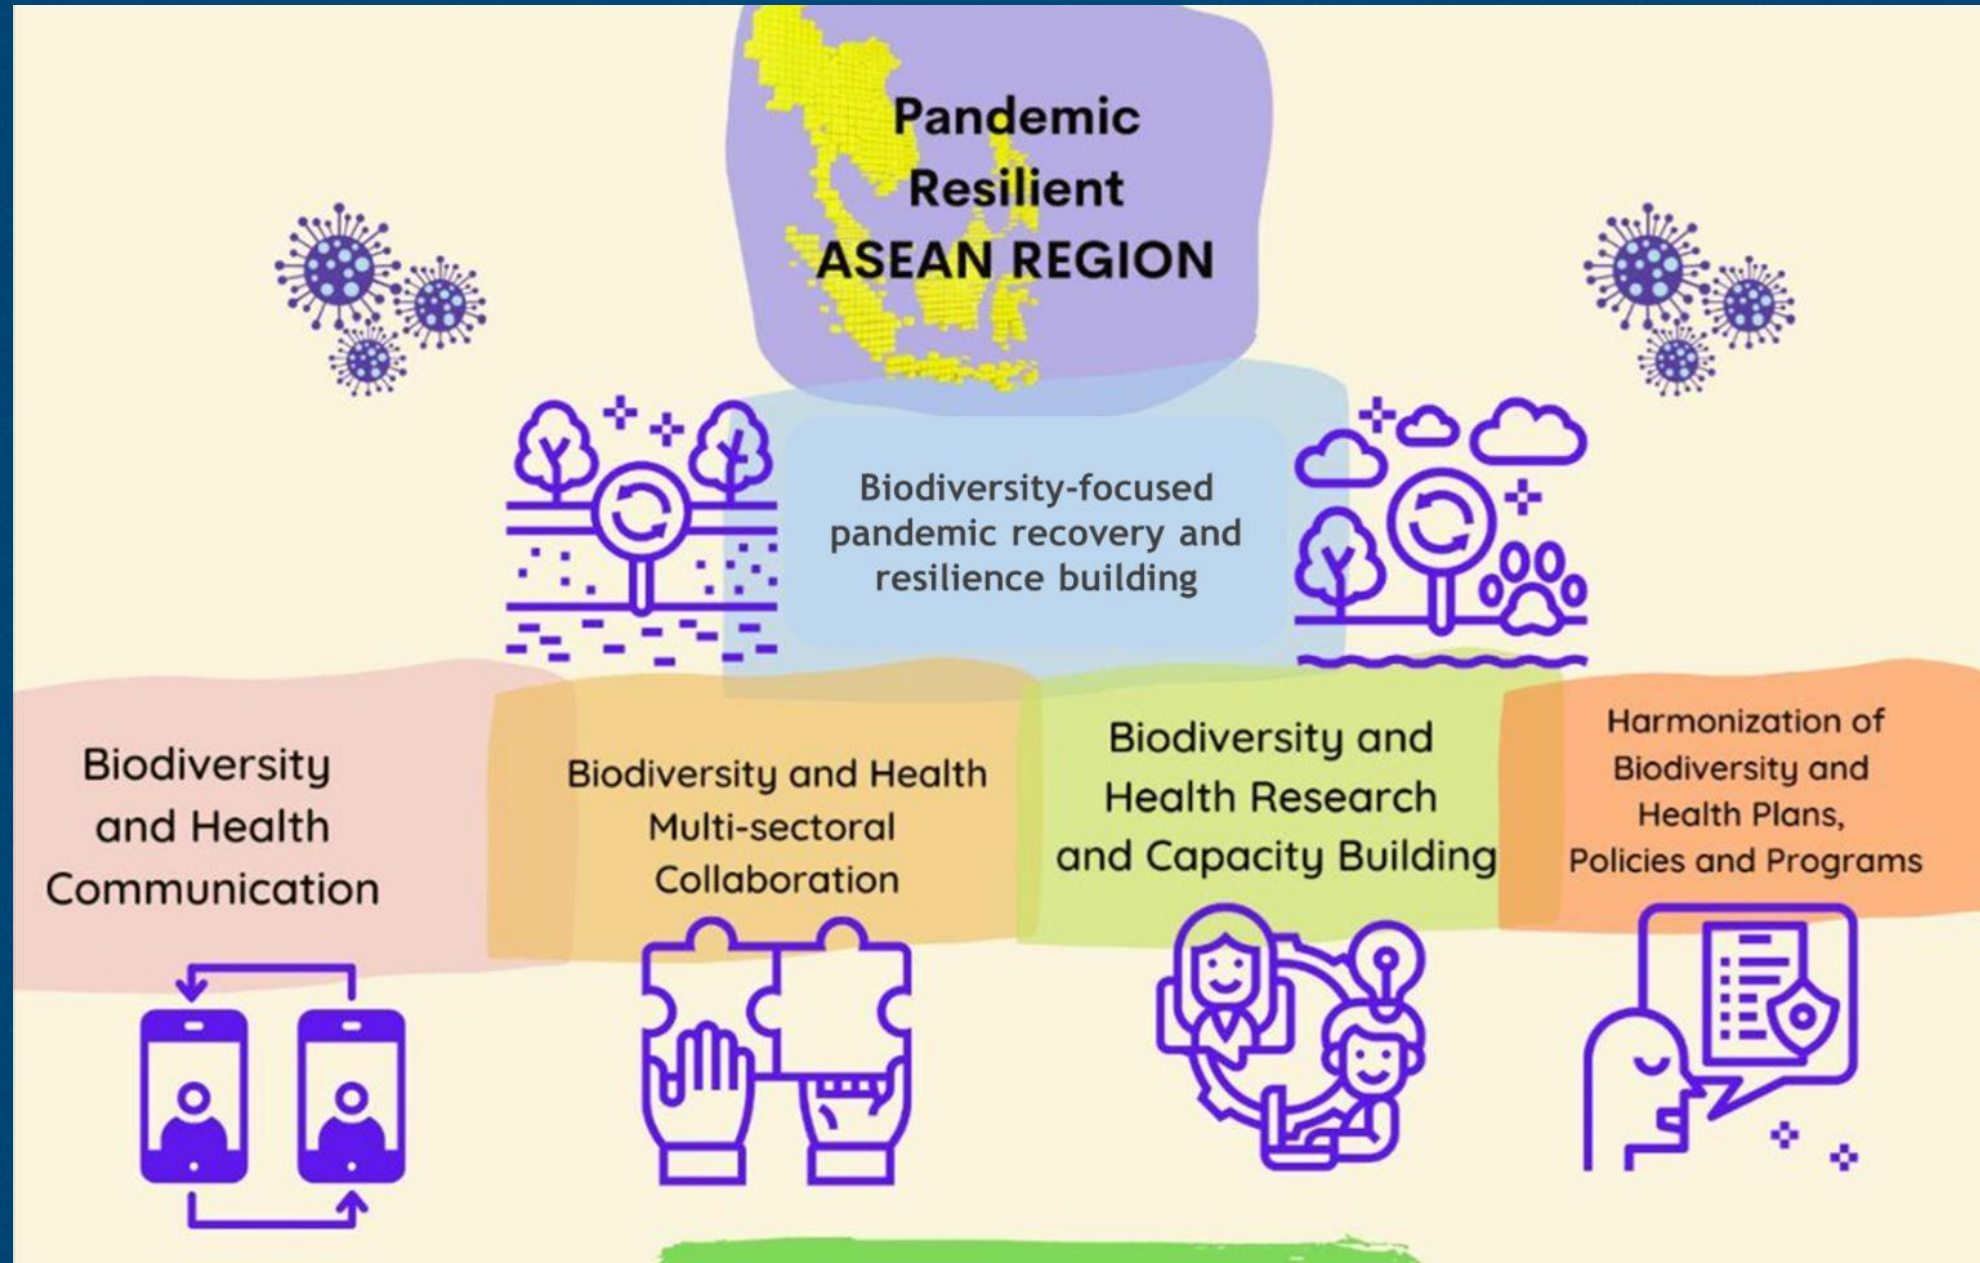 Pandemic
Resilient
ASEAN REGION
Biodiversity-focused
pandemic recovery and
resilience building
Biodiversity
and Health
Communication
Biodiversity and Health
Multi-sectoral
Collaboration
Biodiversity and
Health Research
and Capacity Building
Harmonization of
Biodiversity and
Health Plans,
Policies and Programs